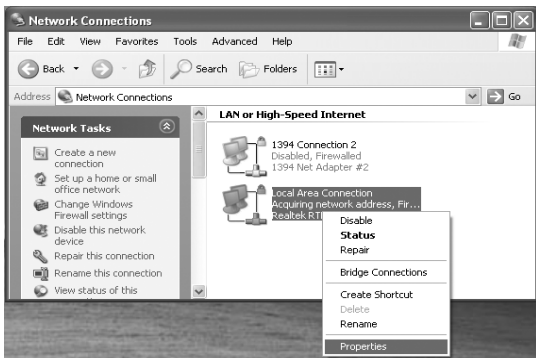 Network Connections
File Edit View Favorites Tools Advanced Help
Back Search Folders
Address Network Connections Go
Network Tasks
Create a new
connection
Set up a home or small
office network
Change Windows
Firewall settings
Disable this network
device
Repair this connection
Rename this connection
View status of this
LAN or High-Speed Internet
1394 Connection 2
Disabled, Firewalled
1394 Net Adapter #2
Local Area Connection
Acquiring network address, Fir...
Realtek
Disable
Status
Repair
Bridge Connections
Create Shortcut
Delete
Rename
Properties